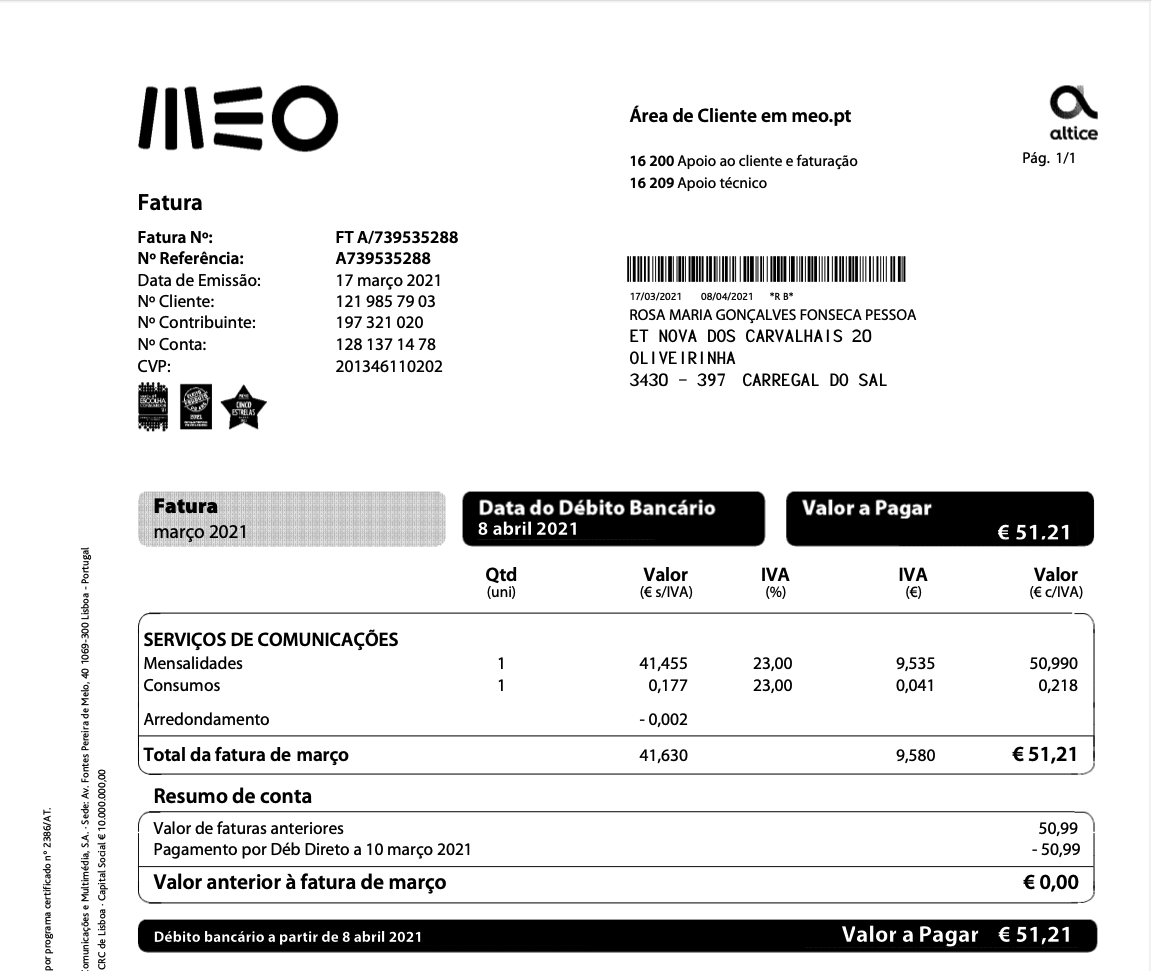 MEO
Área de Cliente em meo.pt
altice
16 200 Apoio ao cliente e faturação
Pág. 1/1
16 209 Apoio técnico
Fatura
Fatura Nº: FT A/739535288
Nº Referência: A739535288
Data de Emissão: 17 março 2021
Nº Cliente: 121 985 79 03
Nº Contribuinte: 197 321 020
Nº Conta: 128 137 14 78
CVP: 201346110202
17/03/2021 08/04/2021 *R B*
ROSA MARIA GONÇALVES FONSECA PESSOA
ET NOVA DOS CARVALHAIS 20
OLIVEIRINHA
3430 - 397 CARREGAL DO SAL
ESCOLHA
CINCO
ESTRELAS
Fatura
março 2021
Data do Débito Bancário
8 abril 2021
Valor a Pagar
€ 51.21
Qtd Valor IVA IVA Valor
(uni) (€ s/IVA) (%) (€) (€ c/IVA)
SERVIÇOS DE COMUNICAÇÕES
Mensalidades 1 41,455 23,00 9,535 50,990
Consumos 1 0,177 23,00 0,041 0,218
Arredondamento - 0,002
Total da fatura de março 41,630 9,580 € 51,21
Resumo de conta
Valor de faturas anteriores 50,99
Pagamento por Déb Direto a 10 março 2021 - 50,99
Valor anterior à fatura de março € 0,00
Débito bancário a partir de 8 abril 2021 Valor a Pagar € 51,21
por programa certificado n° 2386/AT.
omunicações e Multimédia, S.A. - Sede: Av. Fontes Pereira de Melo, 40 1069-300 Lisboa - Portugal
CRC de Lisboa - Capital Social € 10.000.000,00